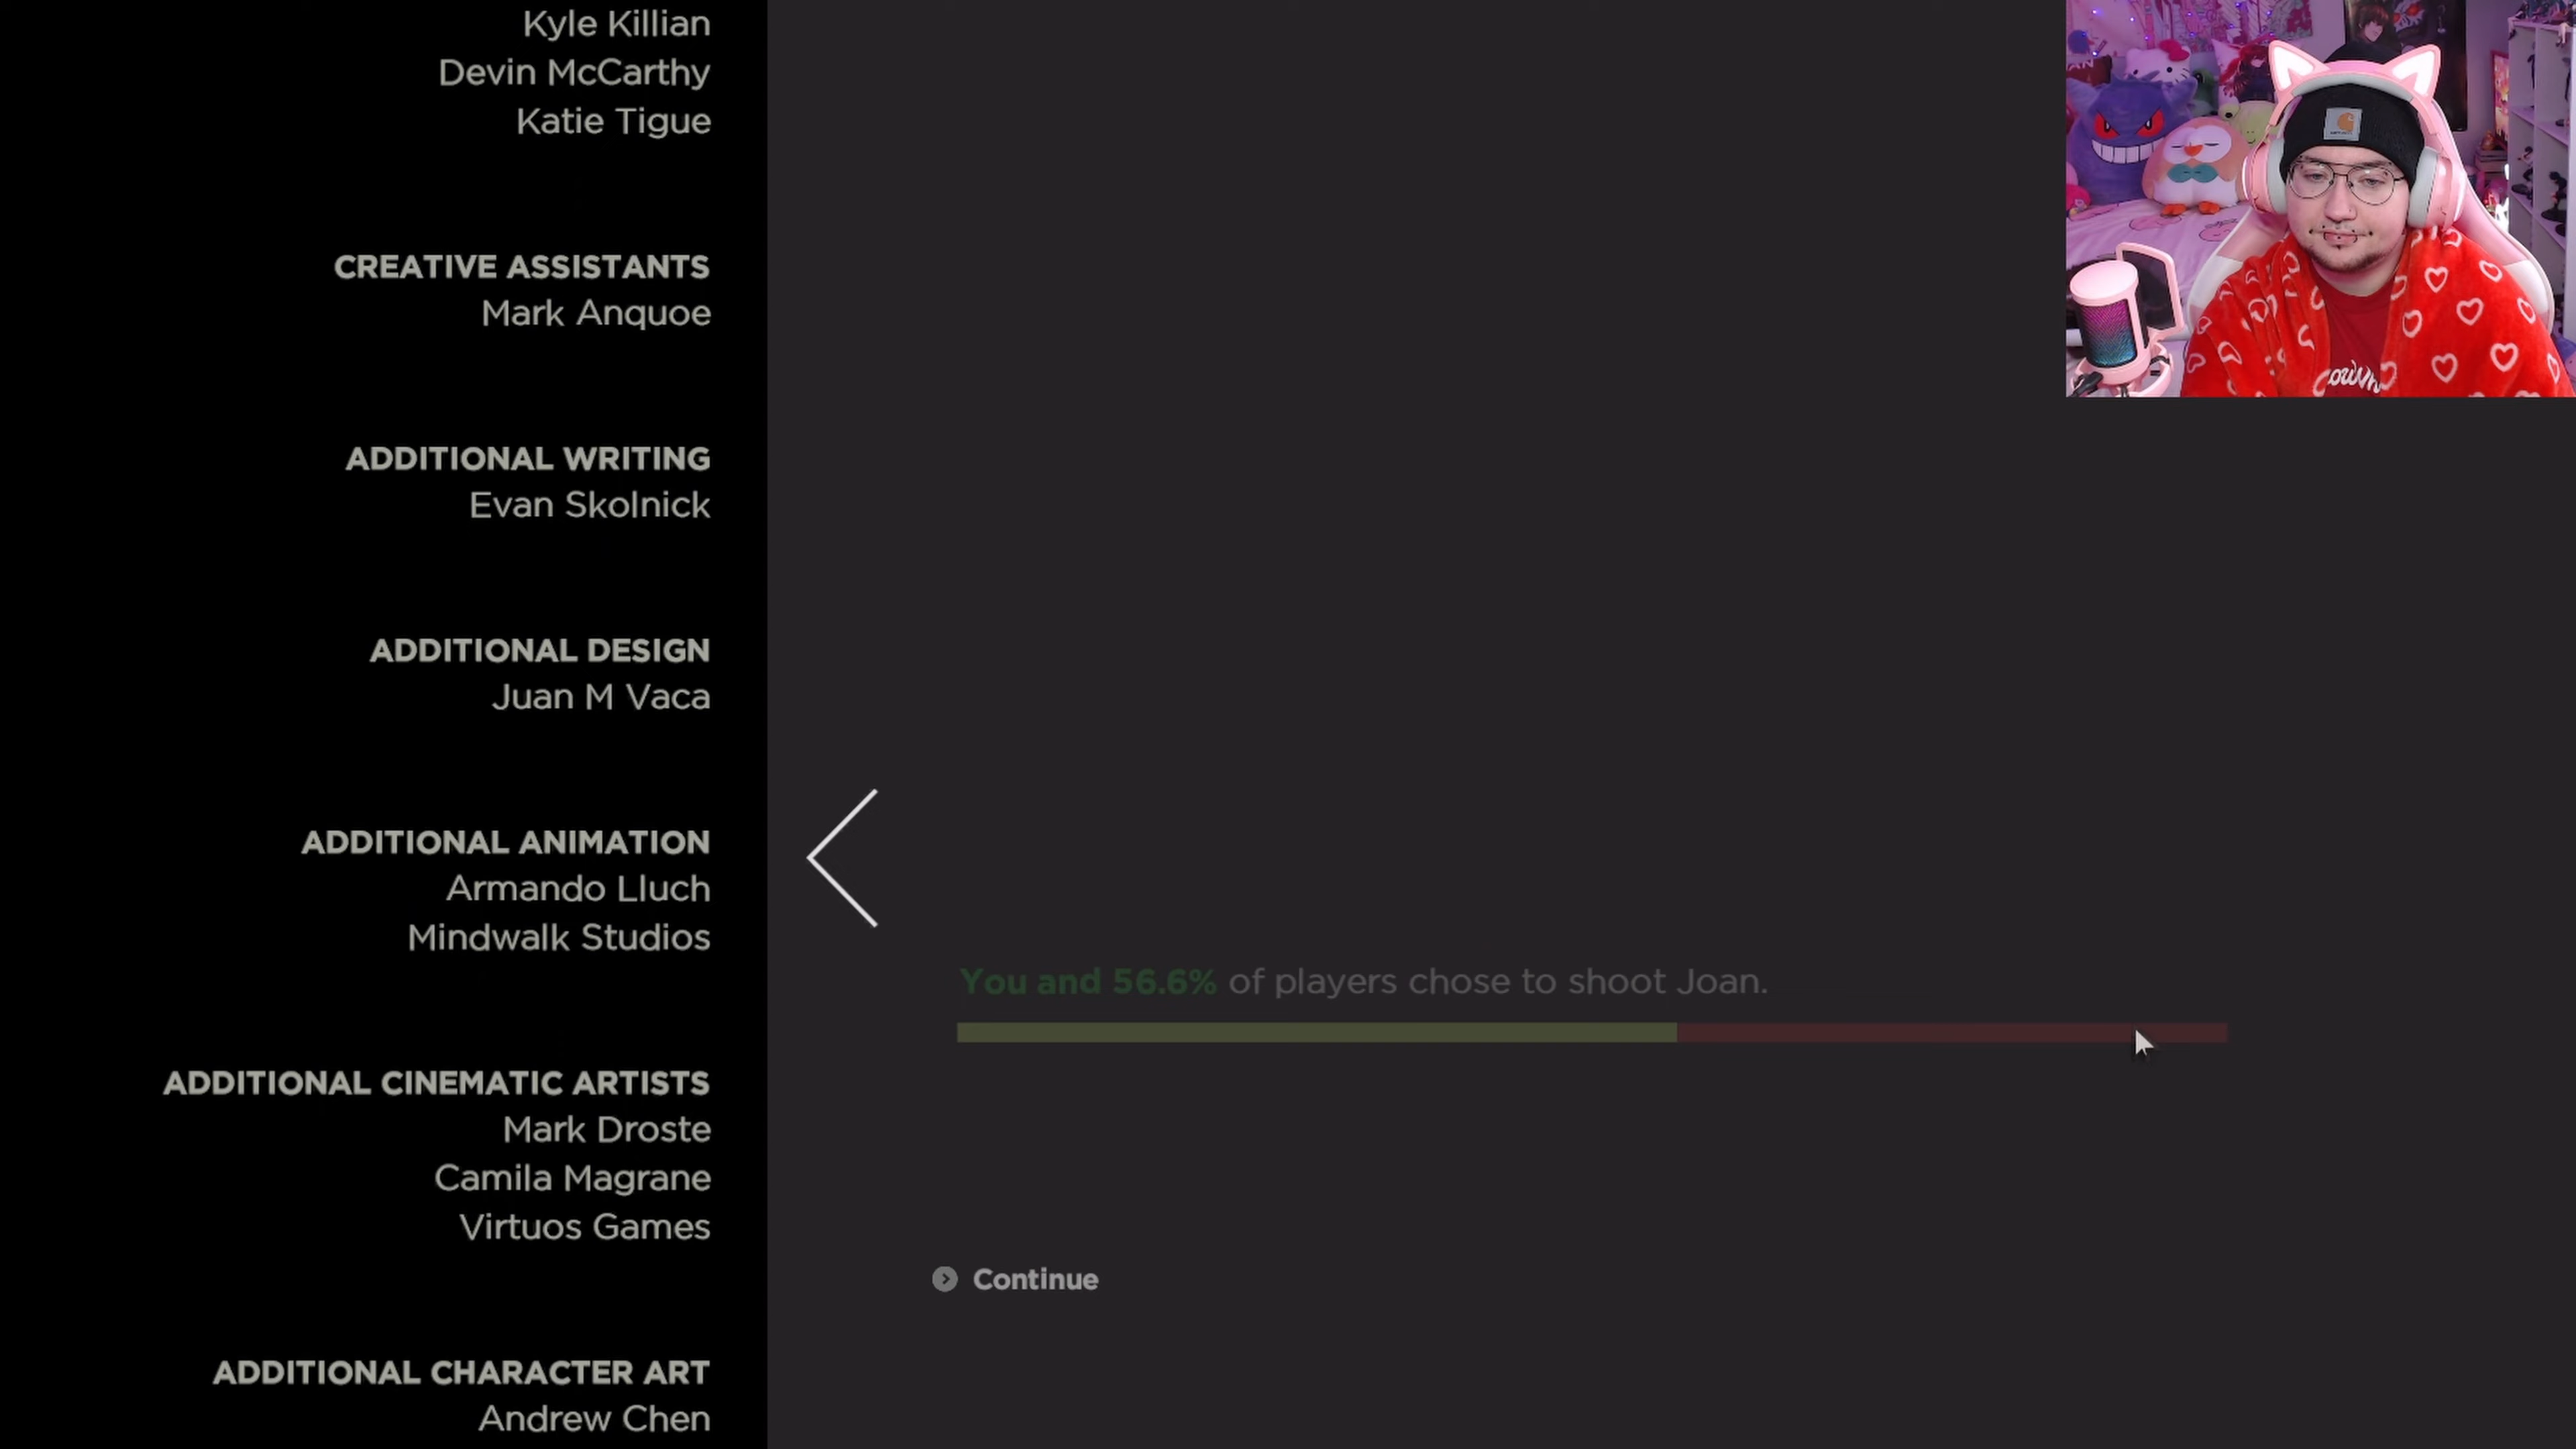 Kyle Killian
Devin McCarthy
Katie Tigue
CREATIVE ASSISTANTS
Mark Anquoe
ADDITIONAL WRITING
Evan Skolnick
ADDITIONAL DESIGN
Juan M Vaca
ADDITIONAL ANIMATION
Armando Lluch
Mindwalk Studios
ADDITIONAL CINEMATIC ARTISTS
Mark Droste
Camila Magrane
Virtuos Games
ADDITIONAL CHARACTER ART
Andrew Chen
You and 56.6% of players chose to shoot Joan.
Continue